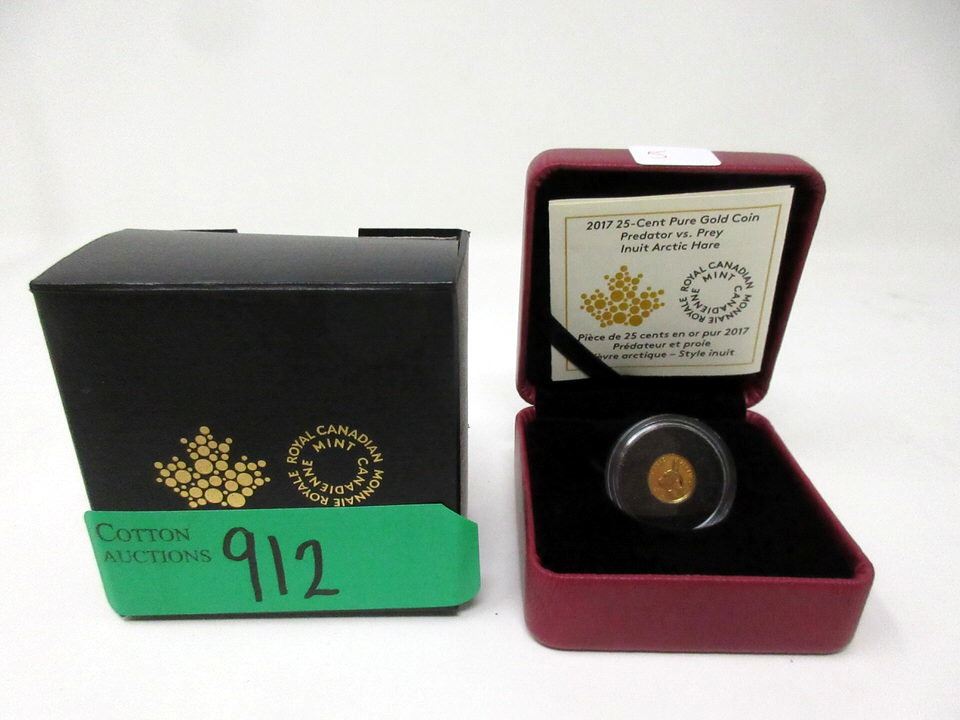 ROYAL CANADIAN MINT
MONNAIE ROYALE CANADIENNE
COTTON
AUCTIONS
912
2017 25-Cent Pure Gold Coin
Predator vs. Prey
Inuit Arctic Hare
ROYAL CANADIAN MINT
MONNAIE ROYALE CANADIENNE
Pièce de 25 cents en or pur 2017
Prédateur et proie
arctique – Style inuit